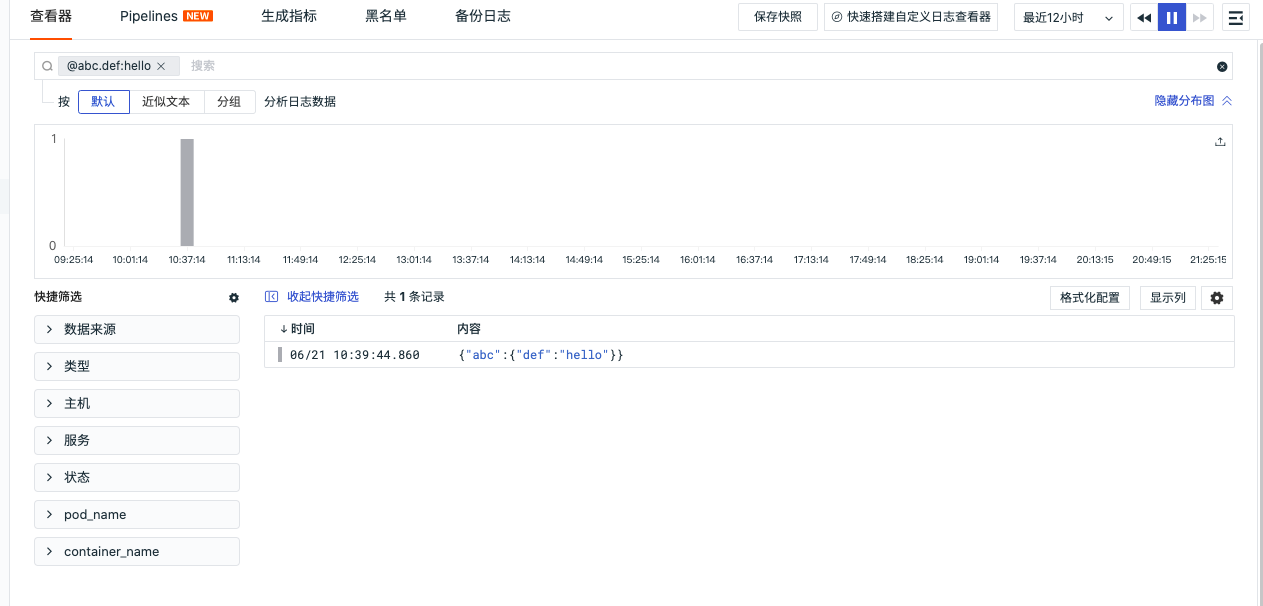 查看器 Pipelines NEW 生成指标 黑名单 备份日志 保存快照 快速搭建自定义日志查看器 最近12小时
@abc.def:hello 搜索
按 默认 近似文本 分组 分析日志数据 隐藏分布图
1
0
09:25:14 10:01:14 10:37:14 11:13:14 11:49:14 12:25:14 13:01:14 13:37:14 14:13:14 14:49:14 15:25:14 16:01:14 16:37:14 17:13:14 17:49:14 18:25:14 19:01:14 19:37:14 20:13:15 20:49:15 21:25:15
快捷筛选 收起快捷筛选 共 1 条记录 格式化配置 显示列
数据来源
类型
主机
服务
状态
pod_name
container_name
时间 内容
06/21 10:39:44.860 {"abc":{"def":"hello"}}